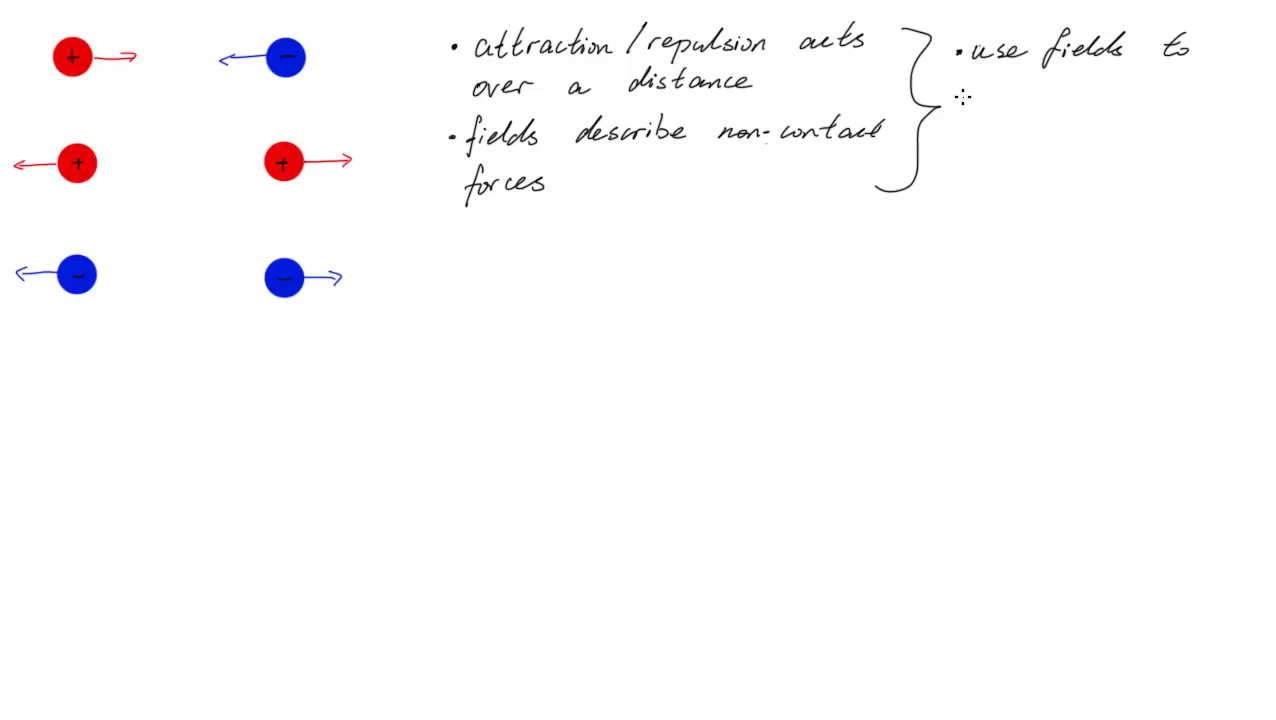 + −
+ +
− −
• attraction/repulsion acts
over a distance
• fields describe non-contact
forces
• use fields to